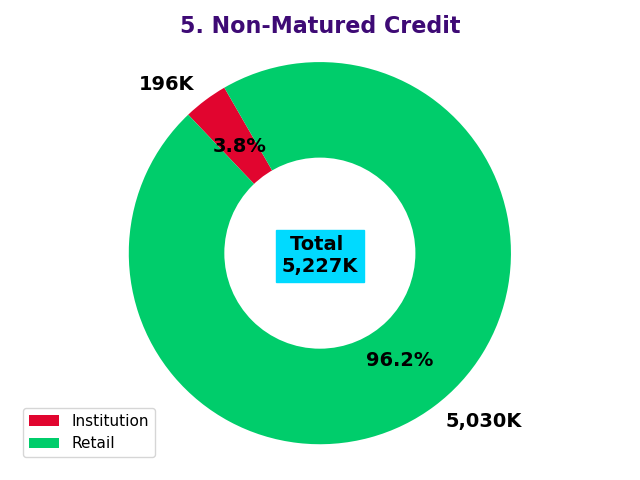 5. Non-Matured Credit
196K
3.8%
Total
5,227K
96.2%
5,030K
Institution
Retail